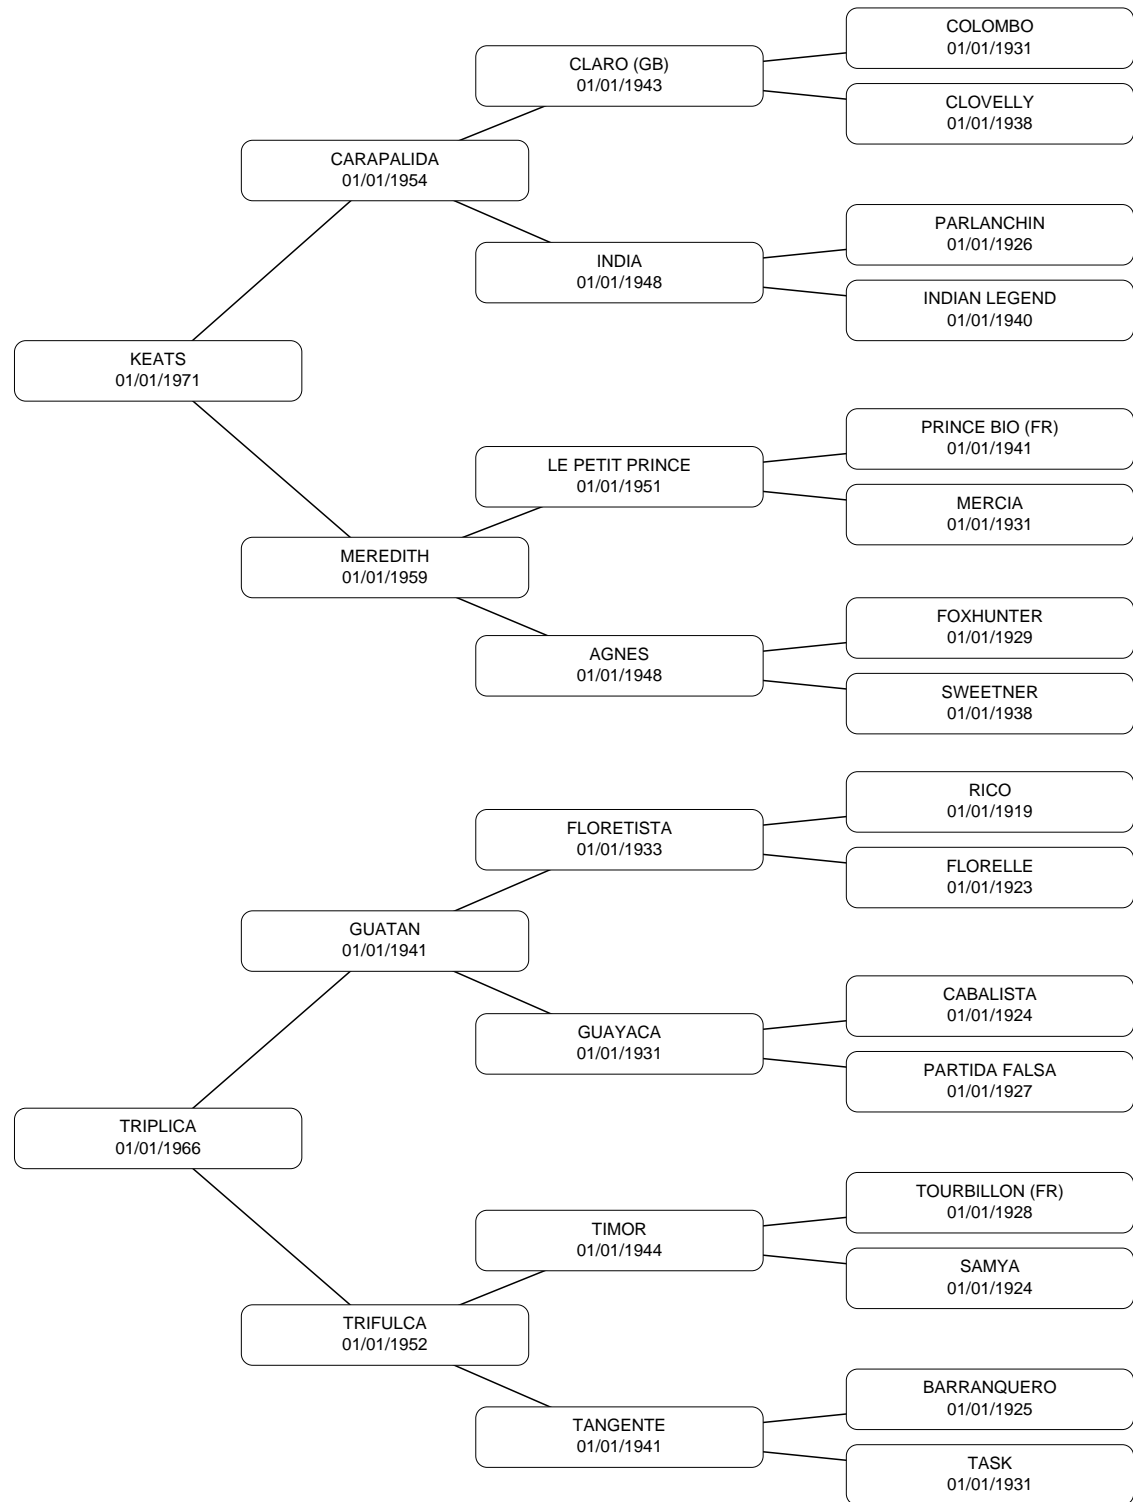 COLOMBO
01/01/1931
CLARO (GB)
01/01/1943
CLOVELLY
01/01/1938
CARAPALIDA
01/01/1954
PARLANCHIN
01/01/1926
INDIA
01/01/1948
INDIAN LEGEND
01/01/1940
KEATS
01/01/1971
PRINCE BIO (FR)
01/01/1941
LE PETIT PRINCE
01/01/1951
MERCIA
01/01/1931
MEREDITH
01/01/1959
FOXHUNTER
01/01/1929
AGNES
01/01/1948
SWEETNER
01/01/1938
RICO
01/01/1919
FLORETISTA
01/01/1933
FLORELLE
01/01/1923
GUATAN
01/01/1941
CABALISTA
01/01/1924
GUAYACA
01/01/1931
PARTIDA FALSA
01/01/1927
TRIPLICA
01/01/1966
TOURBILLON (FR)
01/01/1928
TIMOR
01/01/1944
SAMYA
01/01/1924
TRIFULCA
01/01/1952
BARRANQUERO
01/01/1925
TANGENTE
01/01/1941
TASK
01/01/1931